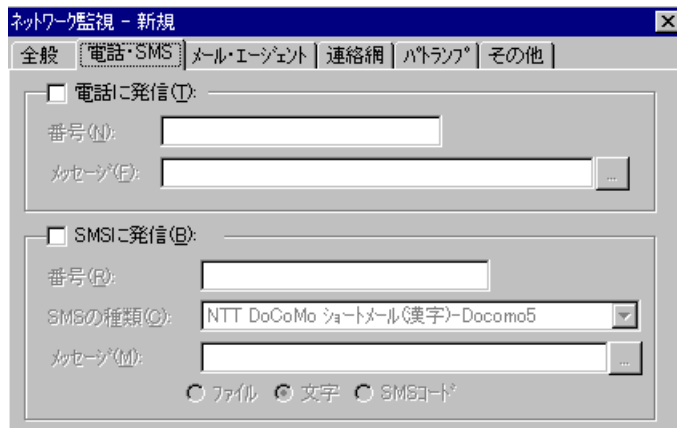 ネットワーク監視 - 新規
全般 電話・SMS メール・エージェント 連絡網 パトランプ その他
電話に発信(T):
番号(N):
メッセージ(F): ...
SMSに発信(B):
番号(R):
SMSの種類(C): NTT DoCoMo ショートメール(漢字)-Docomo5
メッセージ(M): ...
ファイル 文字 SMSコード